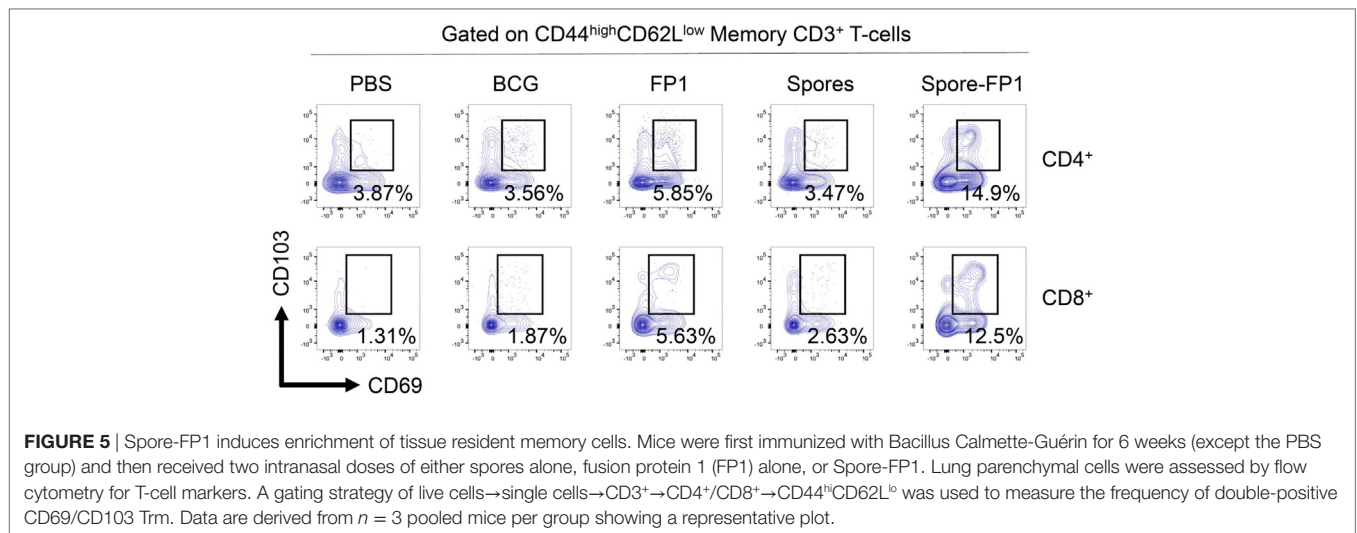 Gated on CD44highCD62Llow Memory CD3+ T-cells
PBS BCG FP1 Spores Spore-FP1
3.87% 3.56% 5.85% 3.47% 14.9%
CD4+
1.31% 1.87% 5.63% 2.63% 12.5%
CD8+
CD103
CD69
FIGURE 5 | Spore-FP1 induces enrichment of tissue resident memory cells. Mice were first immunized with Bacillus Calmette-Guérin for 6 weeks (except the PBS
group) and then received two intranasal doses of either spores alone, fusion protein 1 (FP1) alone, or Spore-FP1. Lung parenchymal cells were assessed by flow
cytometry for T-cell markers. A gating strategy of live cells→single cells→CD3+→CD4+/CD8+→CD44hiCD62Llo was used to measure the frequency of double-positive
CD69/CD103 Trm. Data are derived from n = 3 pooled mice per group showing a representative plot.